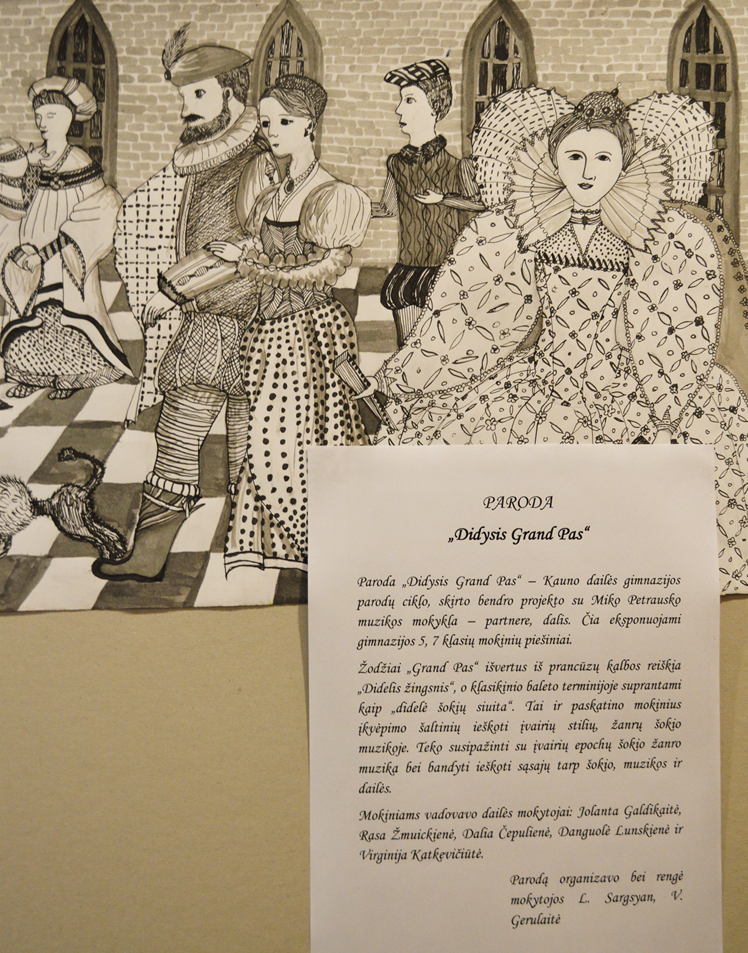 PARODA
„Didysis Grand Pas“
Paroda „Didysis Grand Pas“ – Kauno dailės gimnazijos
parodų ciklo, skirto bendro projekto su Miko Petrausko
muzikos mokykla – partnere, dalis. Čia eksponuojami
gimnazijos 5, 7 klasių mokinių piešiniai.
Žodžiai „Grand Pas“ išvertus iš prancūzų kalbos reiškia
„Didelis žingsnis“, o klasikinio baleto terminijoje suprantami
kaip „didelė šokių siuita“. Tai ir paskatino mokinius
įkvėpimo šaltinių ieškoti įvairių stilių, žanrų šokio
muzikoje. Teko susipažinti su įvairių epochų šokio žanro
muzika bei bandyti ieškoti sąsajų tarp šokio, muzikos ir
dailės.
Mokiniams vadovavo dailės mokytojai: Jolanta Galdikaitė,
Rasa Žmuickienė, Dalia Čepulienė, Danguolė Lunskienė ir
Virginija Katkevičiūtė.
Parodą organizavo bei rengė
mokytojos L. Sargsyan, V.
Gerulaitė